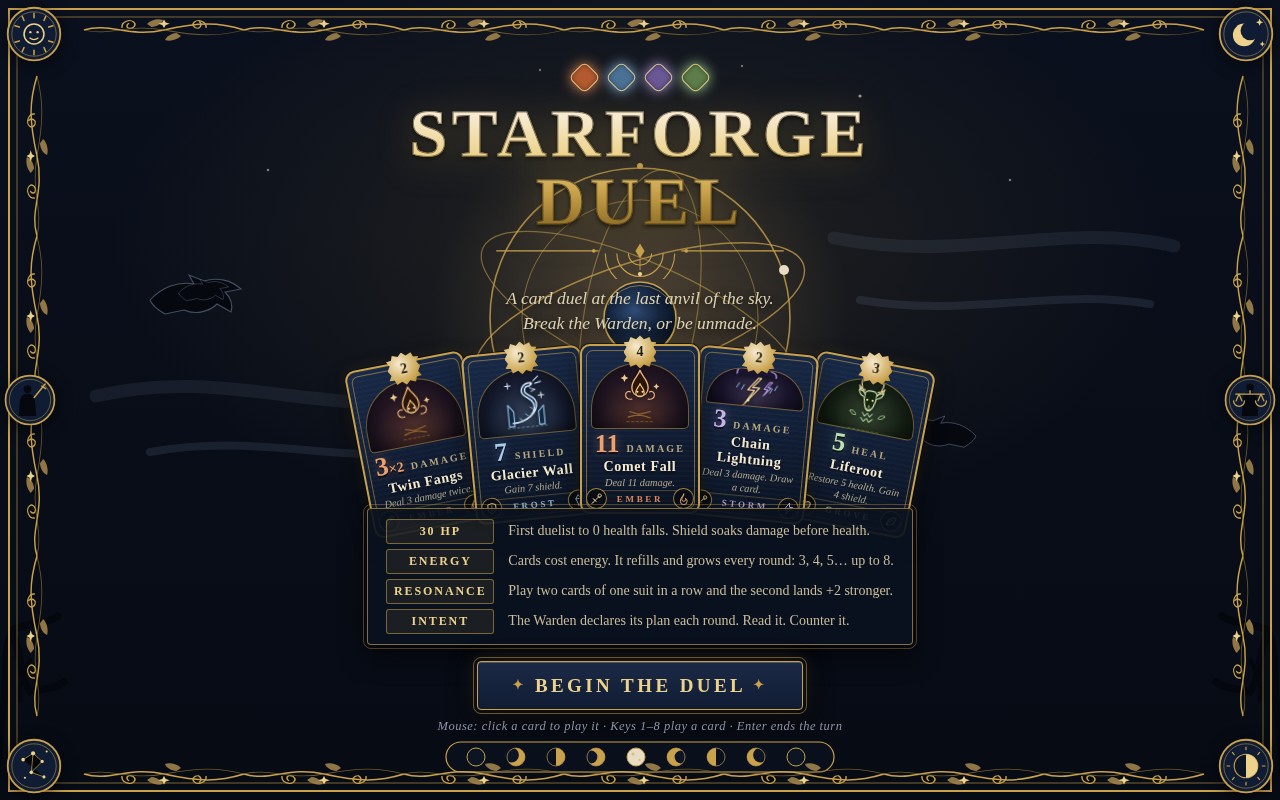 STARFORGE
DUEL
A card duel at the last anvil of the sky.
Break the Warden, or be unmade.
2
3×2 DAMAGE
Twin Fangs
Deal 3 damage twice.
2
7 SHIELD
Glacier Wall
Gain 7 shield.
FROST
4
11 DAMAGE
Comet Fall
Deal 11 damage.
EMBER
2
3 DAMAGE
Chain
Lightning
Deal 3 damage. Draw
a card.
STORM
3
5 HEAL
Liferoot
Restore 5 health. Gain
4 shield.
30 HP First duelist to 0 health falls. Shield soaks damage before health.
ENERGY Cards cost energy. It refills and grows every round: 3, 4, 5… up to 8.
RESONANCE Play two cards of one suit in a row and the second lands +2 stronger.
INTENT The Warden declares its plan each round. Read it. Counter it.
BEGIN THE DUEL
Mouse: click a card to play it · Keys 1–8 play a card · Enter ends the turn